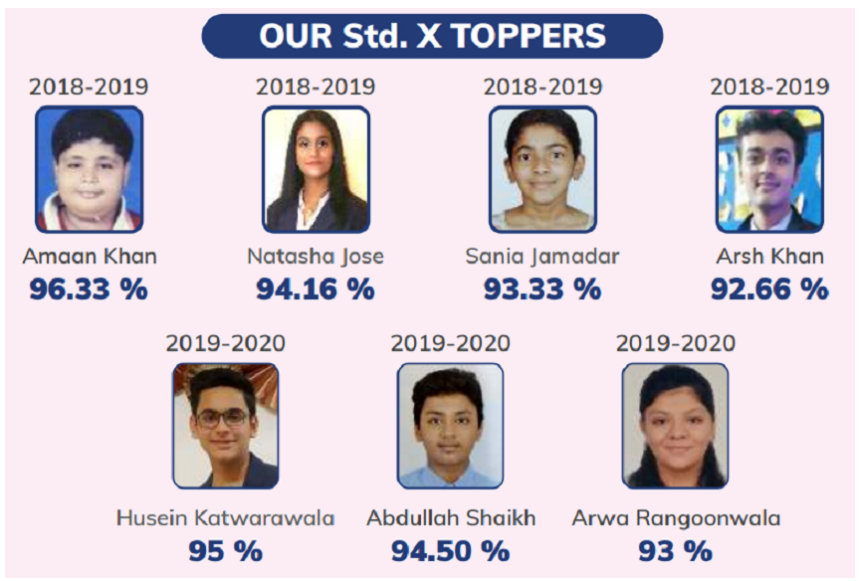 OUR Std. X TOPPERS
2018-2019 2018-2019 2018-2019 2018-2019
Amaan Khan Natasha Jose Sania Jamadar Arsh Khan
96.33 % 94.16 % 93.33 % 92.66 %
2019-2020 2019-2020 2019-2020
Husein Katwarawala Abdullah Shaikh Arwa Rangoonwala
95 % 94.50 % 93 %